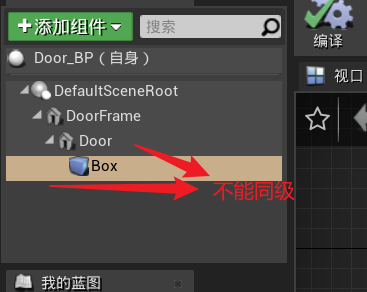 添加组件
搜索
编译
Door_BP（自身）
视口
DefaultSceneRoot
DoorFrame
Door
Box
不能同级
我的蓝图